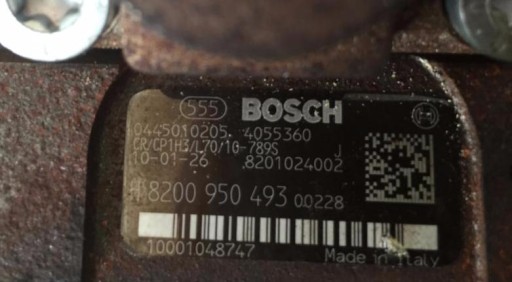 555 BOSCH
0445010205 4055360
CR/CP1H3/L70/10-789S J
10-01-26 8201024002
8200 950 493 00228
10001048747 Made in Italy